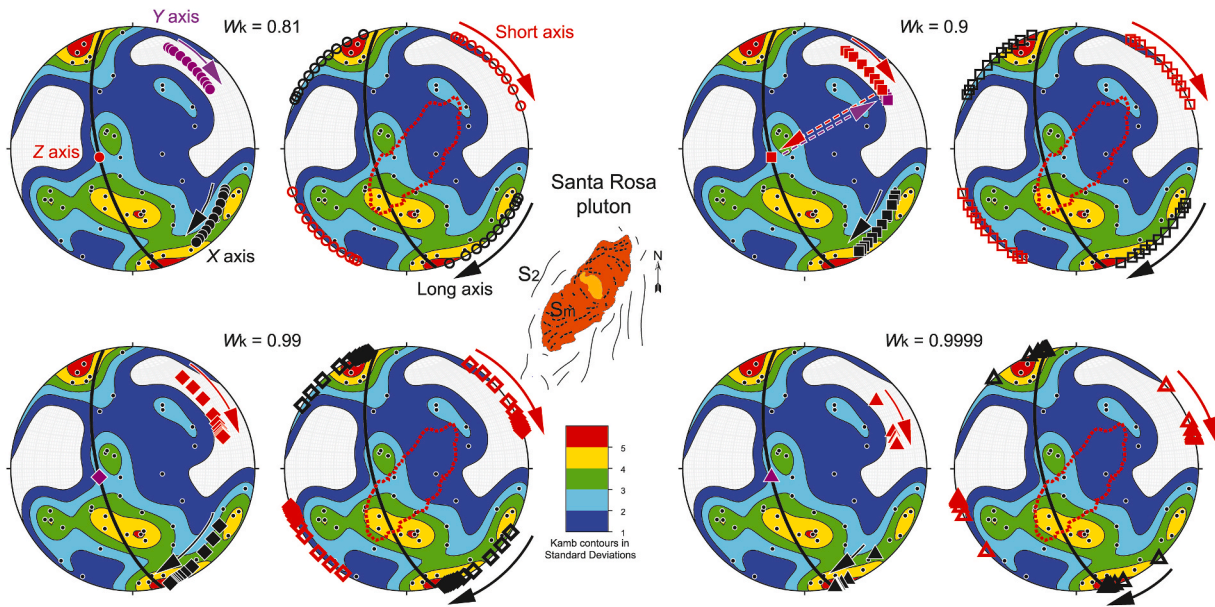 Y axis
Wk = 0.81
Short axis
Wk = 0.9
Z axis
X axis
Long axis
Santa Rosa
pluton
S2
Sm
N
Wk = 0.99
Wk = 0.9999
5
4
3
2
1
Kamb contours in
Standard Deviations